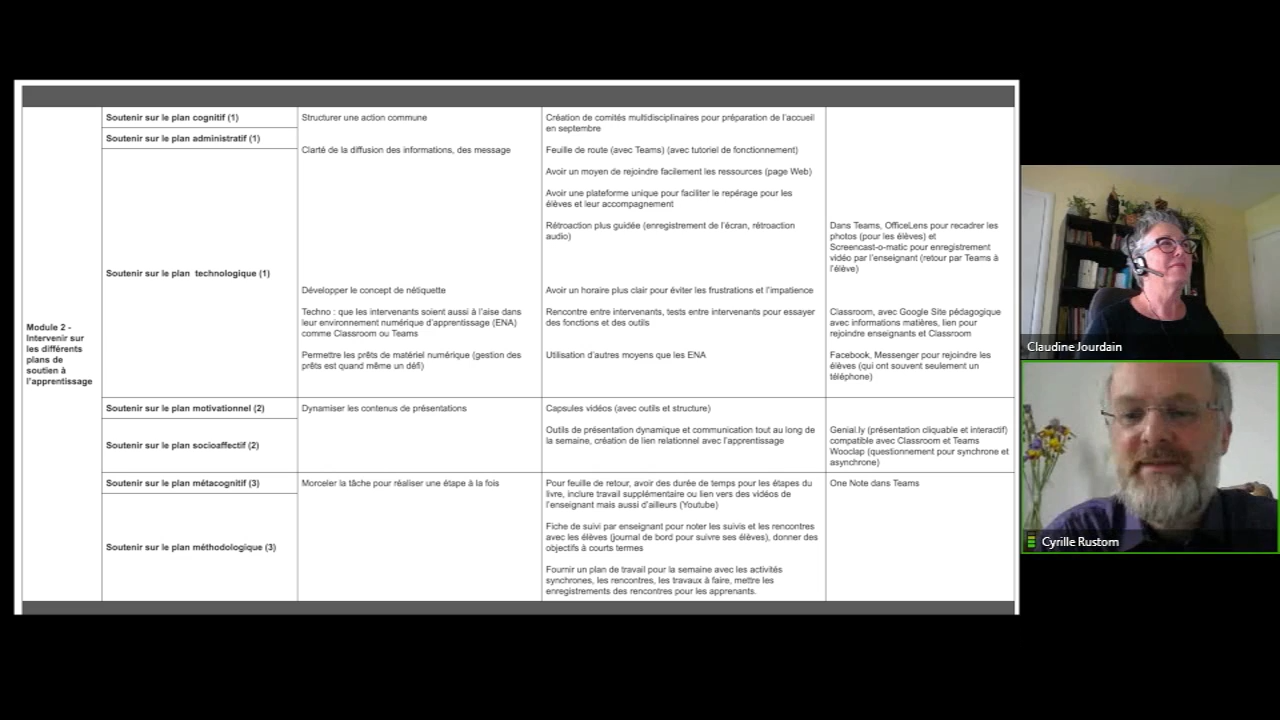 Module 2 -
Intervenir sur
les différents
plans de
soutien à
l'apprentissage
Soutenir sur le plan cognitif (1)
Soutenir sur le plan administratif (1)
Soutenir sur le plan technologique (1)
Structurer une action commune
Clarté de la diffusion des informations, des message
Développer le concept de nétiquette
Techno : que les intervenants soient aussi à l'aise dans
leur environnement numérique d'apprentissage (ENA)
comme Classroom ou Teams
Permettre les prêts de matériel numérique (gestion des
prêts est quand même un défi)
Création de comités multidisciplinaires pour préparation de l'accueil
en septembre
Feuille de route (avec Teams) (avec tutoriel de fonctionnement)
Avoir un moyen de rejoindre facilement les ressources (page Web)
Avoir une plateforme unique pour faciliter le repérage pour les
élèves et leur accompagnement
Rétroaction plus guidée (enregistrement de l'écran, rétroaction
audio)
Avoir un horaire plus clair pour éviter les frustrations et l'impatience
Rencontre entre intervenants, tests entre intervenants pour essayer
des fonctions et des outils
Utilisation d'autres moyens que les ENA
Dans Teams, OfficeLens pour recadrer les
photos (pour les élèves) et
Screencast-o-matic pour enregistrement
vidéo par l'enseignant (retour par Teams à
l'élève)
Classroom, avec Google Site pédagogique
avec informations matières, lien pour
rejoindre enseignants et Classroom
Facebook, Messenger pour rejoindre les
élèves (qui ont souvent seulement un
téléphone)
Soutenir sur le plan motivationnel (2)
Soutenir sur le plan socioaffectif (2)
Dynamiser les contenus de présentations
Capsules vidéos (avec outils et structure)
Outils de présentation dynamique et communication tout au long de
la semaine, création de lien relationnel avec l'apprentissage
Genial.ly (présentation cliquable et interactif)
compatible avec Classroom et Teams
Wooclap (questionnement pour synchrone et
asynchrone)
Soutenir sur le plan métacognitif (3)
Soutenir sur le plan méthodologique (3)
Morceler la tâche pour réaliser une étape à la fois
Pour feuille de retour, avoir des durée de temps pour les étapes du
livre, inclure travail supplémentaire ou lien vers des vidéos de
l'enseignant mais aussi d'ailleurs (Youtube)
Fiche de suivi par enseignant pour noter les suivis et les rencontres
avec les élèves (journal de bord pour suivre ses élèves), donner des
objectifs à courts termes
Fournir un plan de travail pour la semaine avec les activités
synchrones, les rencontres, les travaux à faire, mettre les
enregistrements des rencontres pour les apprenants.
One Note dans Teams
Claudine Jourdain
Cyrille Rustom